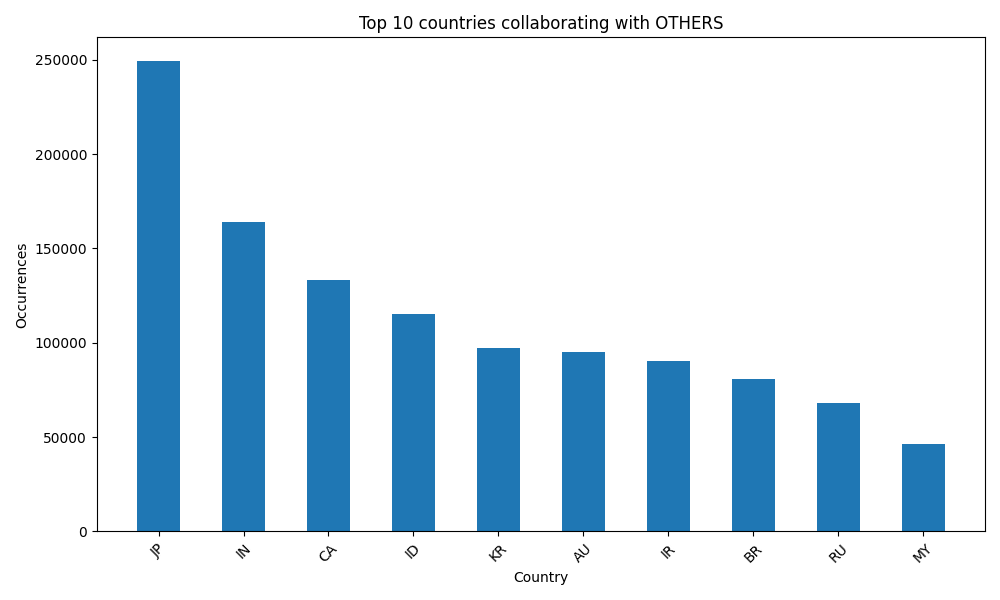 Top 10 countries collaborating with OTHERS
Occurrences
250000
200000
150000
100000
50000
0
JP
IN
CA
ID
KR
AU
IR
BR
RU
MY
Country